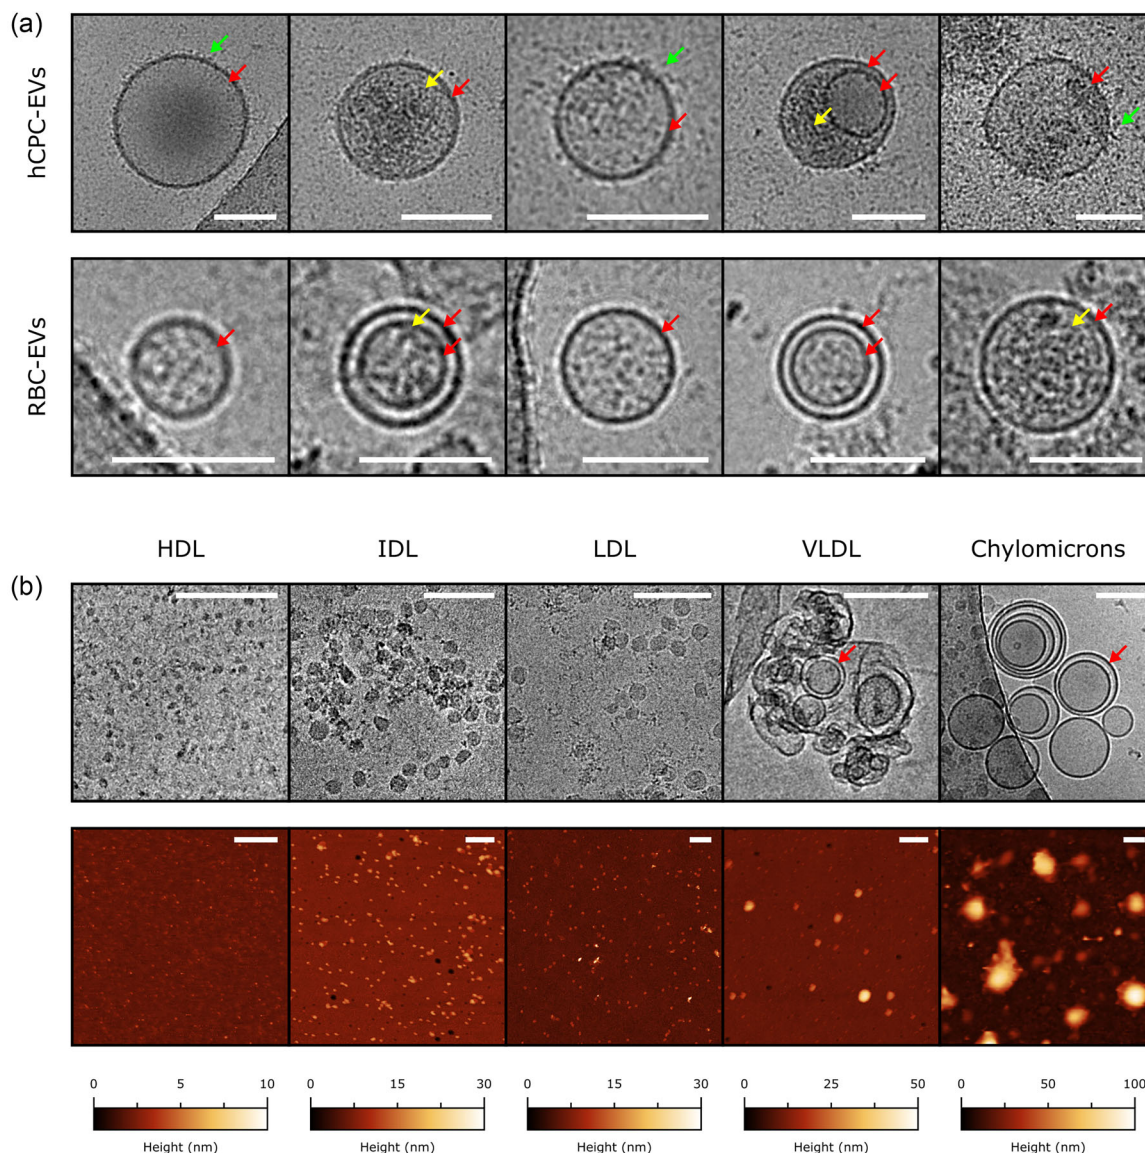 (a)
hCPC-EVs
RBC-EVs
HDL IDL LDL VLDL Chylomicrons
(b)
0 5 10 0 15 30 0 15 30 0 25 50 0 50 100
Height (nm) Height (nm) Height (nm) Height (nm) Height (nm)